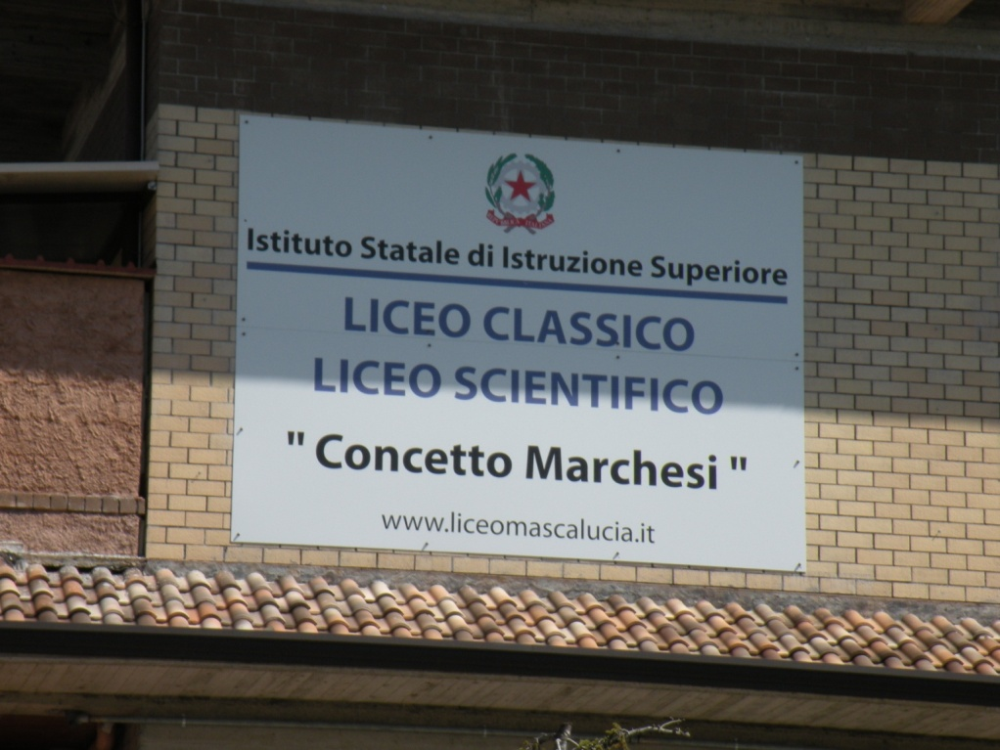 Istituto Statale di Istruzione Superiore
LICEO CLASSICO
LICEO SCIENTIFICO
" Concetto Marchesi "
www.liceomascalucia.it